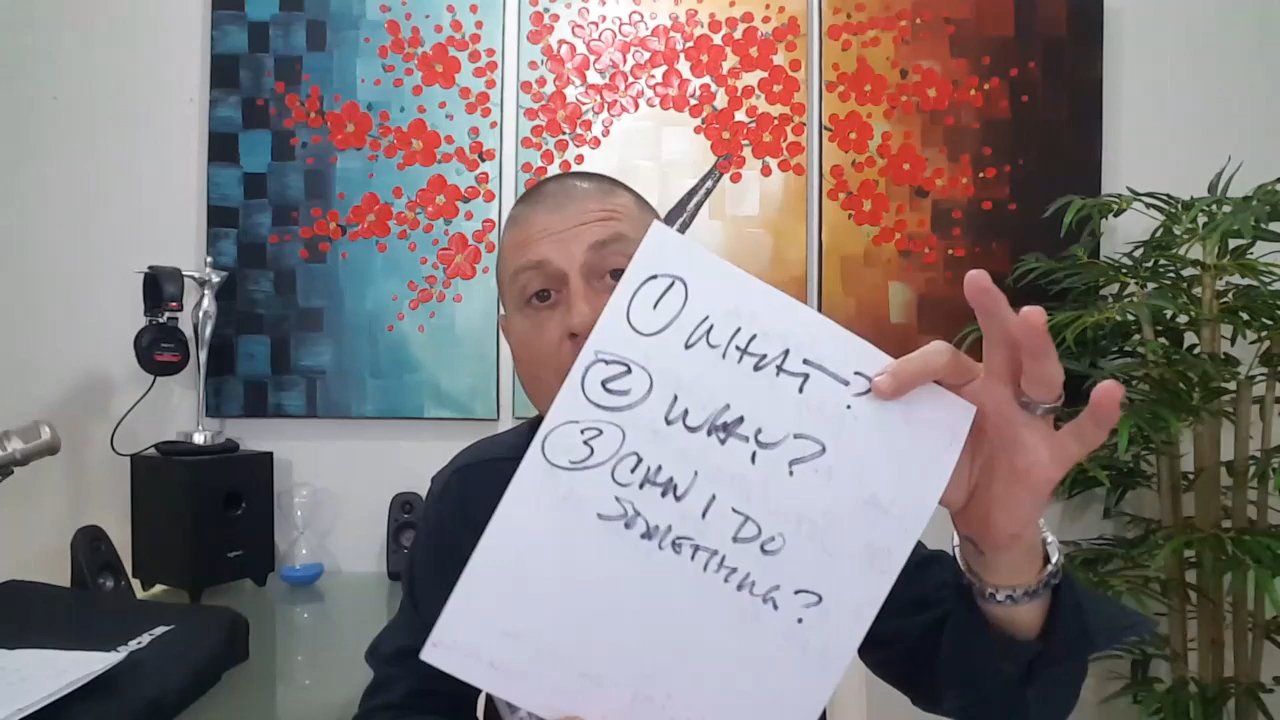 ① WHAT?
② WHY?
③ CAN I DO
SOMETHING?